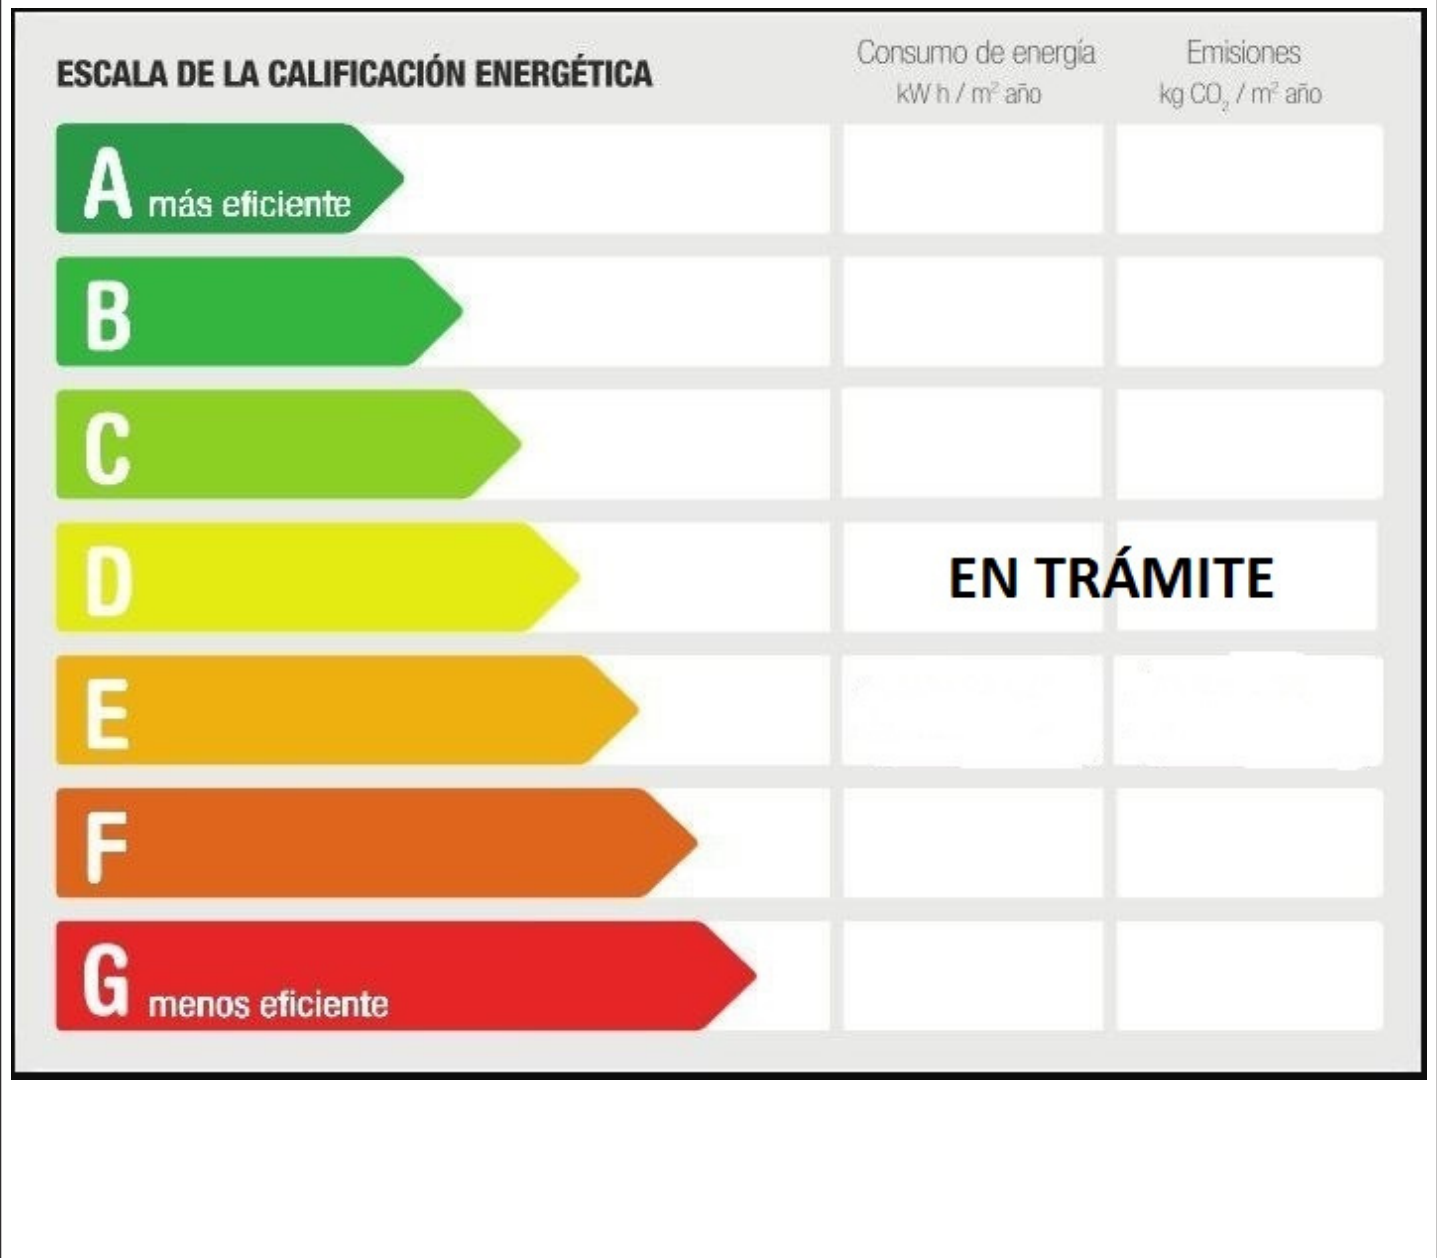 ESCALA DE LA CALIFICACIÓN ENERGÉTICA
Consumo de energía
kW h / m² año
Emisiones
kg CO₂ / m² año
A más eficiente
B
C
D
EN TRÁMITE
E
F
G menos eficiente